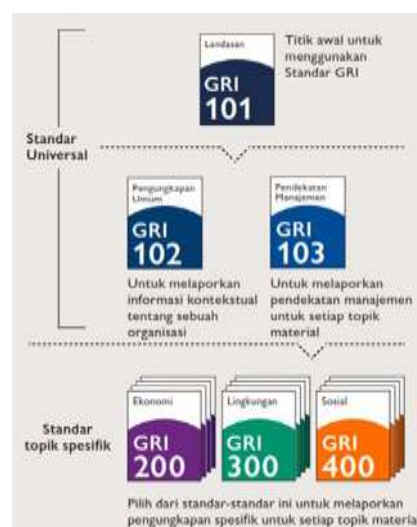 Landasan
GRI
101
Titik awal untuk
menggunakan
Standar GRI
Standar
Universal
Pengungkapan
Umum
GRI
102
Pendekatan
Manajemen
GRI
103
Untuk melaporkan
informasi kontekstual
tentang sebuah
organisasi
Untuk melaporkan
pendekatan manajemen
untuk setiap topik
material
Standar
topik spesifik
Ekonomi
GRI
200
Lingkungan
GRI
300
Sosial
GRI
400
Pilih dari standar-standar ini untuk melaporkan
pengungkapan spesifik untuk setiap topik materia